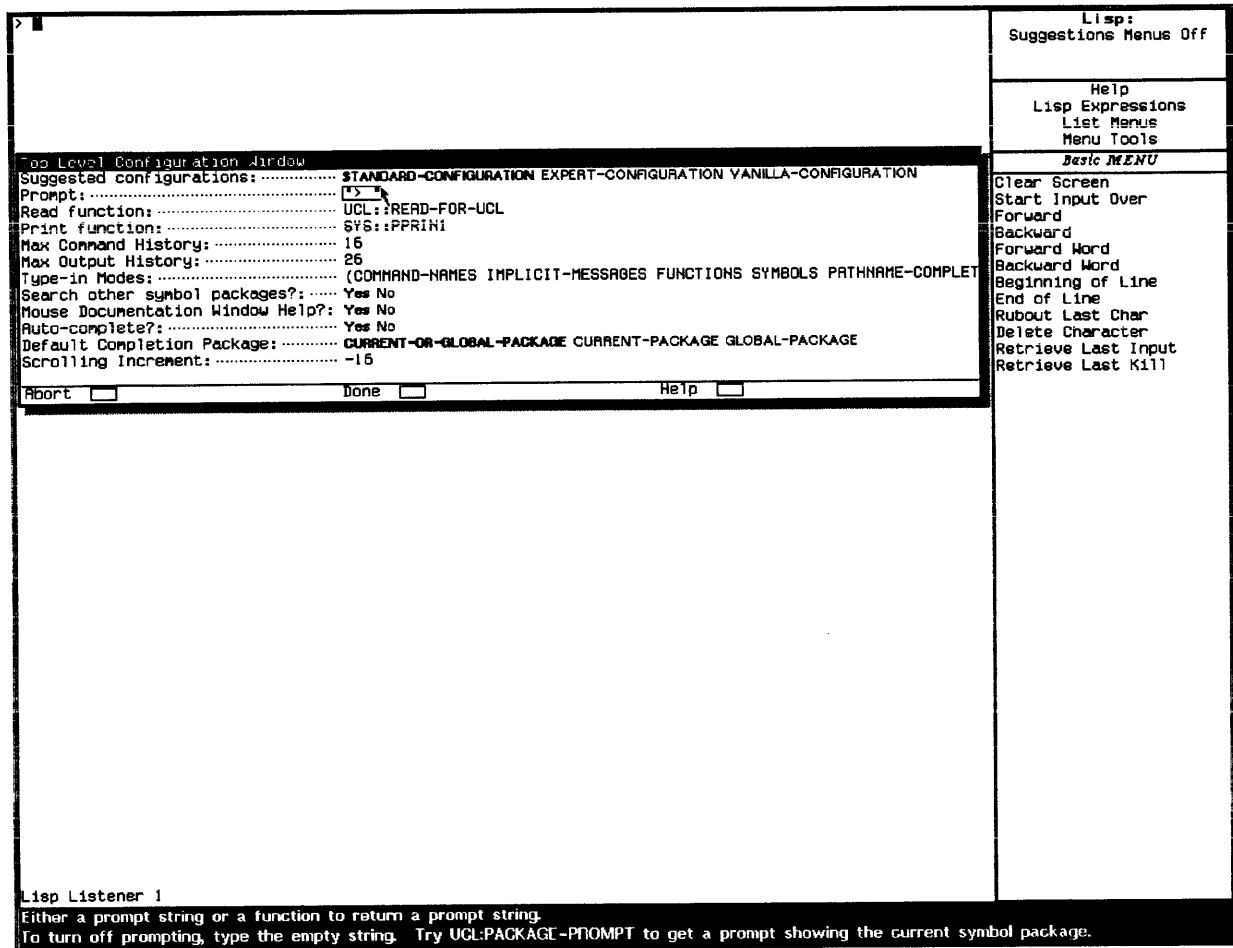 >
Top Level Configuration Window
Suggested configurations: STANDARD-CONFIGURATION EXPERT-CONFIGURATION VANILLA-CONFIGURATION
Prompt: "> "
Read function: UCL::READ-FOR-UCL
Print function: SYS::PPRIN1
Max Command History: 16
Max Output History: 26
Type-in Modes: (COMMAND-NAMES IMPLICIT-MESSAGES FUNCTIONS SYMBOLS PATHNAME-COMPLET
Search other symbol packages?: Yes No
Mouse Documentation Window Help?: Yes No
Auto-complete?: Yes No
Default Completion Package: CURRENT-OR-GLOBAL-PACKAGE CURRENT-PACKAGE GLOBAL-PACKAGE
Scrolling Increment: -16
Abort Done Help
Lisp Listener 1
Lisp:
Suggestions Menus Off
Help
Lisp Expressions
List Menus
Menu Tools
Basic MENU
Clear Screen
Start Input Over
Forward
Backward
Forward Word
Backward Word
Beginning of Line
End of Line
Rubout Last Char
Delete Character
Retrieve Last Input
Retrieve Last Kill
Either a prompt string or a function to return a prompt string.
To turn off prompting, type the empty string. Try UCL:PACKAGE-PROMPT to get a prompt showing the current symbol package.